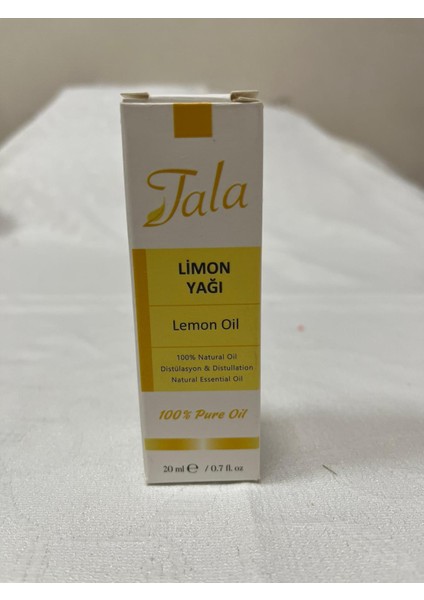 Tala
LİMON
YAĞI
Lemon Oil
100% Natural Oil
Distülasyon & Distullation
Natural Essential Oil
100% Pure Oil
20 ml ℮ / 0.7 fl. oz